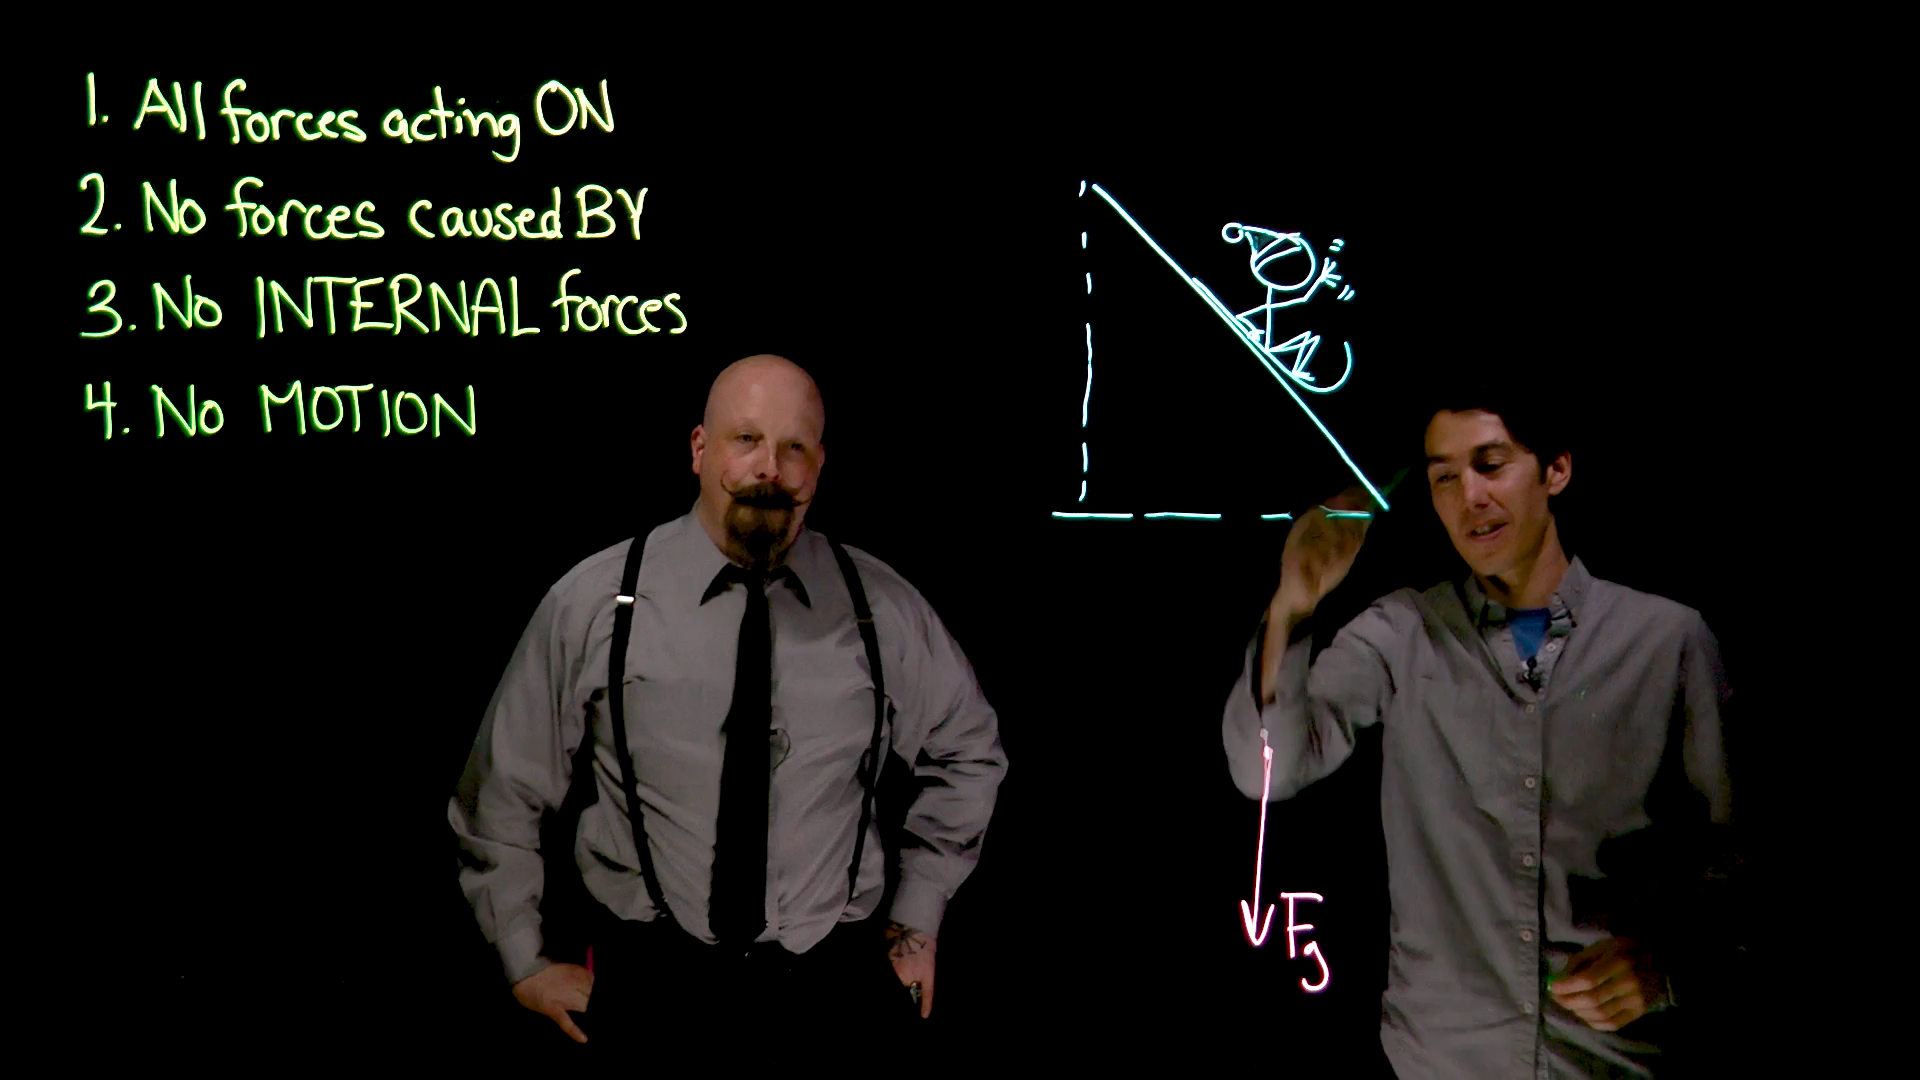 1. All forces acting ON
2. No forces caused BY
3. No INTERNAL forces
4. No MOTION
Fg